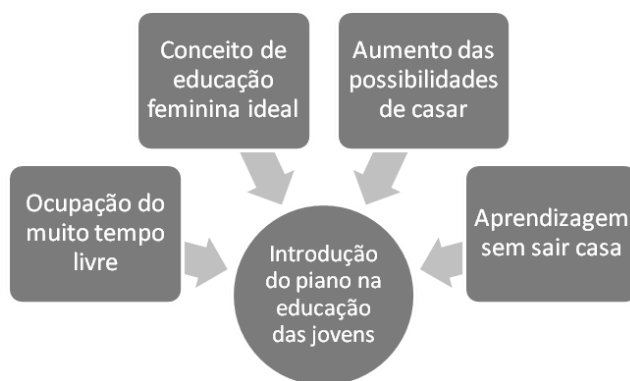 Conceito de
educação
feminina ideal
Aumento das
possibilidades
de casar
Ocupação do
muito tempo
livre
Aprendizagem
sem sair casa
Introdução
do piano na
educação
das jovens